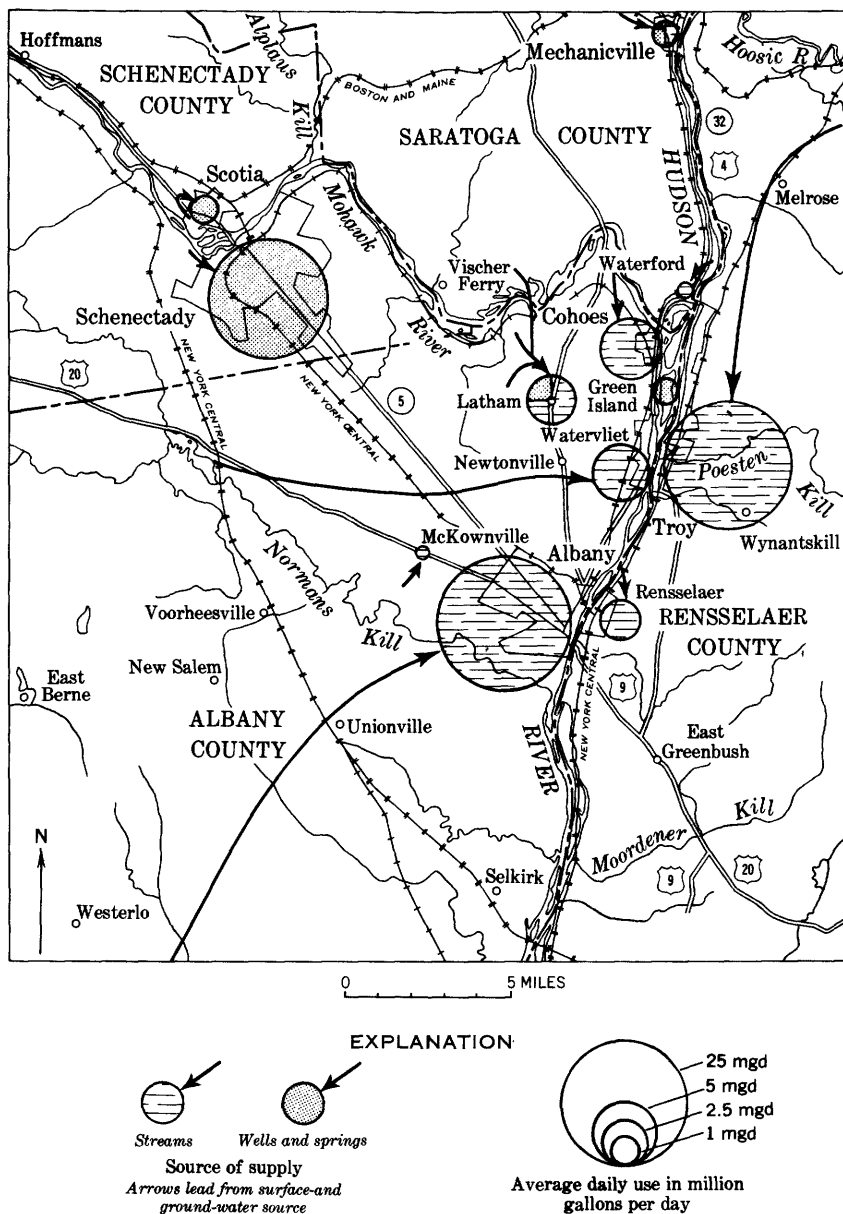 Hoffmans
Alplaus
Kill
SCHENECTADY
COUNTY
BOSTON AND MAINE
Mechanicville
Hoosic R
SARATOGA COUNTY
32
4
HUDSON
Melrose
Scotia
Mohawk
River
Vischer
Ferry
Waterford
Cohoes
Schenectady
NEW YORK CENTRAL
NEW YORK CENTRAL
20
5
Latham
Green
Island
Watervliet
Newtonville
Poesten
Kill
Troy
Wynantskill
McKownville
Albany
Normans
Kill
Rensselaer
RENSSELAER
COUNTY
Voorheesville
New Salem
East
Berne
ALBANY
COUNTY
Unionville
RIVER
NEW YORK CENTRAL
9
East
Greenbush
Moordener Kill
9
20
N
Selkirk
Westerlo
0 5 MILES
EXPLANATION
Streams
Wells and springs
Source of supply
Arrows lead from surface-and
ground-water source
25 mgd
5 mgd
2.5 mgd
1 mgd
Average daily use in million
gallons per day